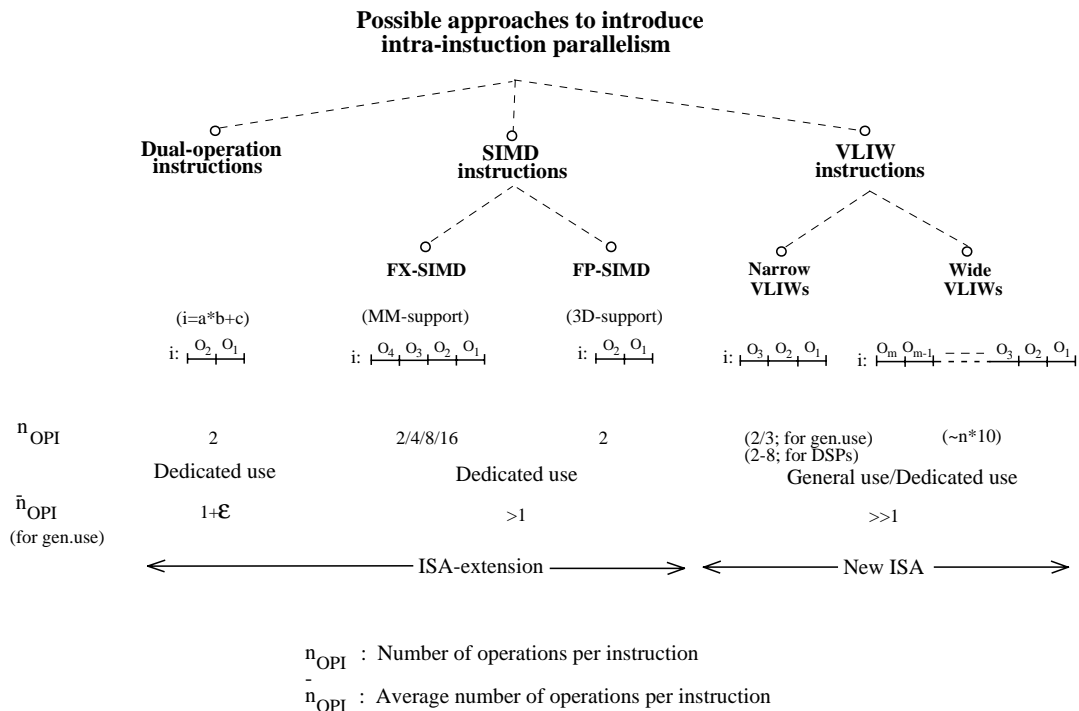 Possible approaches to introduce
intra-instuction parallelism
Dual-operation
instructions
SIMD
instructions
VLIW
instructions
FX-SIMD
FP-SIMD
Narrow
VLIWs
Wide
VLIWs
(i=a*b+c)
(MM-support)
(3D-support)
i: O2 O1
i: O4 O3 O2 O1
i: O2 O1
i: O3 O2 O1
i: Om Om-1 O3 O2 O1
nOPI 2 2/4/8/16 2 (2/3; for gen.use) (~n*10)
(2-8; for DSPs)
Dedicated use Dedicated use General use/Dedicated use
n̄OPI 1+ε >1 >>1
(for gen.use)
ISA-extension New ISA
nOPI : Number of operations per instruction
n̄OPI : Average number of operations per instruction